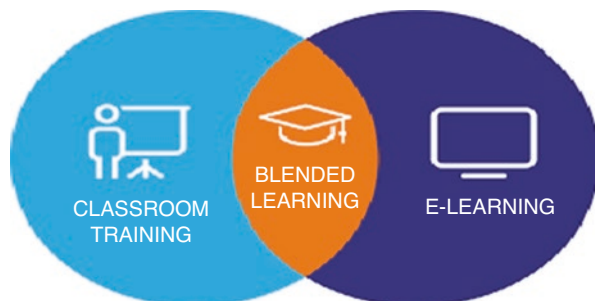 CLASSROOM
TRAINING
BLENDED
LEARNING
E-LEARNING